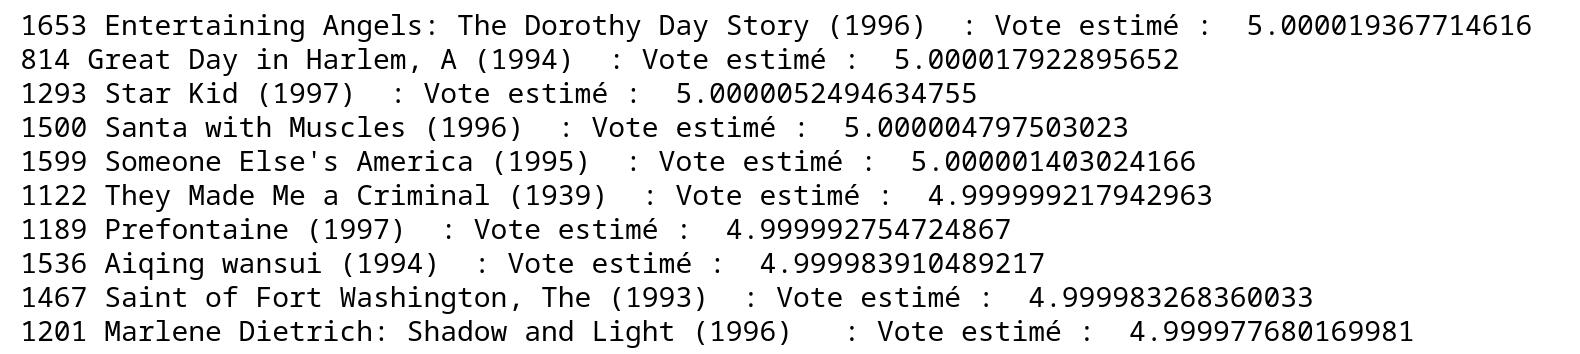 1653 Entertaining Angels: The Dorothy Day Story (1996)  : Vote estimé :  5.000019367714616
814 Great Day in Harlem, A (1994)  : Vote estimé :  5.000017922895652
1293 Star Kid (1997)  : Vote estimé :  5.0000052494634755
1500 Santa with Muscles (1996)  : Vote estimé :  5.000004797503023
1599 Someone Else's America (1995)  : Vote estimé :  5.000001403024166
1122 They Made Me a Criminal (1939)  : Vote estimé :  4.999999217942963
1189 Prefontaine (1997)  : Vote estimé :  4.999992754724867
1536 Aiqing wansui (1994)  : Vote estimé :  4.999983910489217
1467 Saint of Fort Washington, The (1993)  : Vote estimé :  4.999983268360033
1201 Marlene Dietrich: Shadow and Light (1996)   : Vote estimé :  4.999977680169981